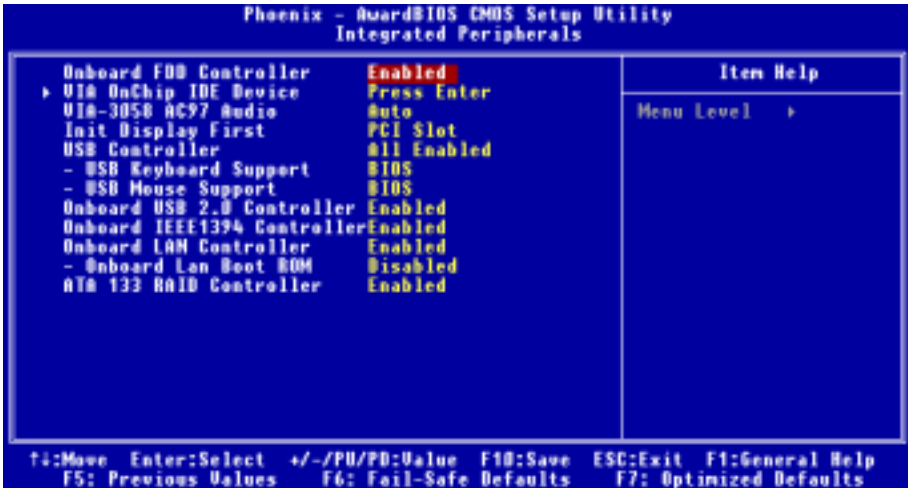 Phoenix - AwardBIOS CMOS Setup Utility
Integrated Peripherals
Onboard FDD Controller Enabled
VIA OnChip IDE Device Press Enter
VIA-3058 AC97 Audio Auto
Init Display First PCI Slot
USB Controller All Enabled
- USB Keyboard Support BIOS
- USB Mouse Support BIOS
Onboard USB 2.0 Controller Enabled
Onboard IEEE1394 Controller Enabled
Onboard LAN Controller Enabled
- Onboard Lan Boot ROM Disabled
ATA 133 RAID Controller Enabled
Item Help
Menu Level ▸
↑↓:Move Enter:Select +/-/PU/PD:Value F10:Save ESC:Exit F1:General Help
F5: Previous Values F6: Fail-Safe Defaults F7: Optimized Defaults